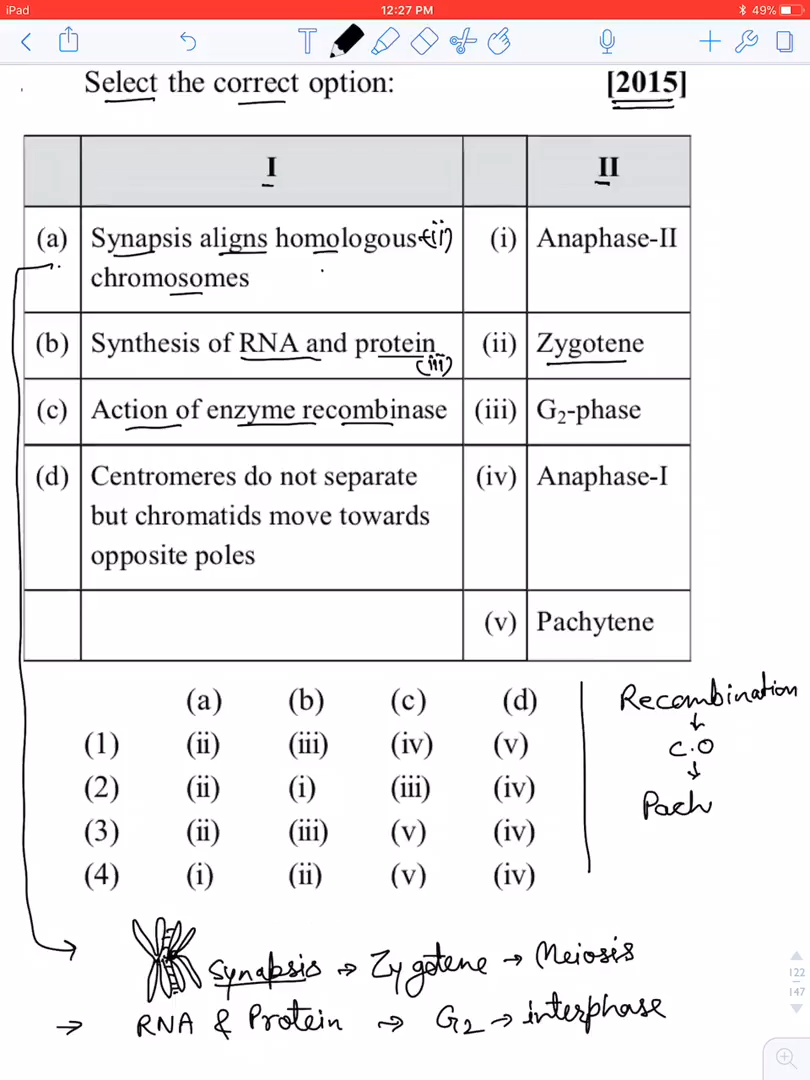 iPad 12:27 PM 49%
T
Select the correct option: [2015]
I II
(a) Synapsis aligns homologous (ii) (i) Anaphase-II
chromosomes
(b) Synthesis of RNA and protein (ii) Zygotene
(iii)
(c) Action of enzyme recombinase (iii) G₂-phase
(d) Centromeres do not separate (iv) Anaphase-I
but chromatids move towards
opposite poles
(v) Pachytene
(a) (b) (c) (d)
(1) (ii) (iii) (iv) (v)
(2) (ii) (i) (iii) (iv)
(3) (ii) (iii) (v) (iv)
(4) (i) (ii) (v) (iv)
Recombination
↓
C.O
↓
Pach
Synapsis → Zygotene → Meiosis
→ RNA & Protein → G2 → interphase
122
147